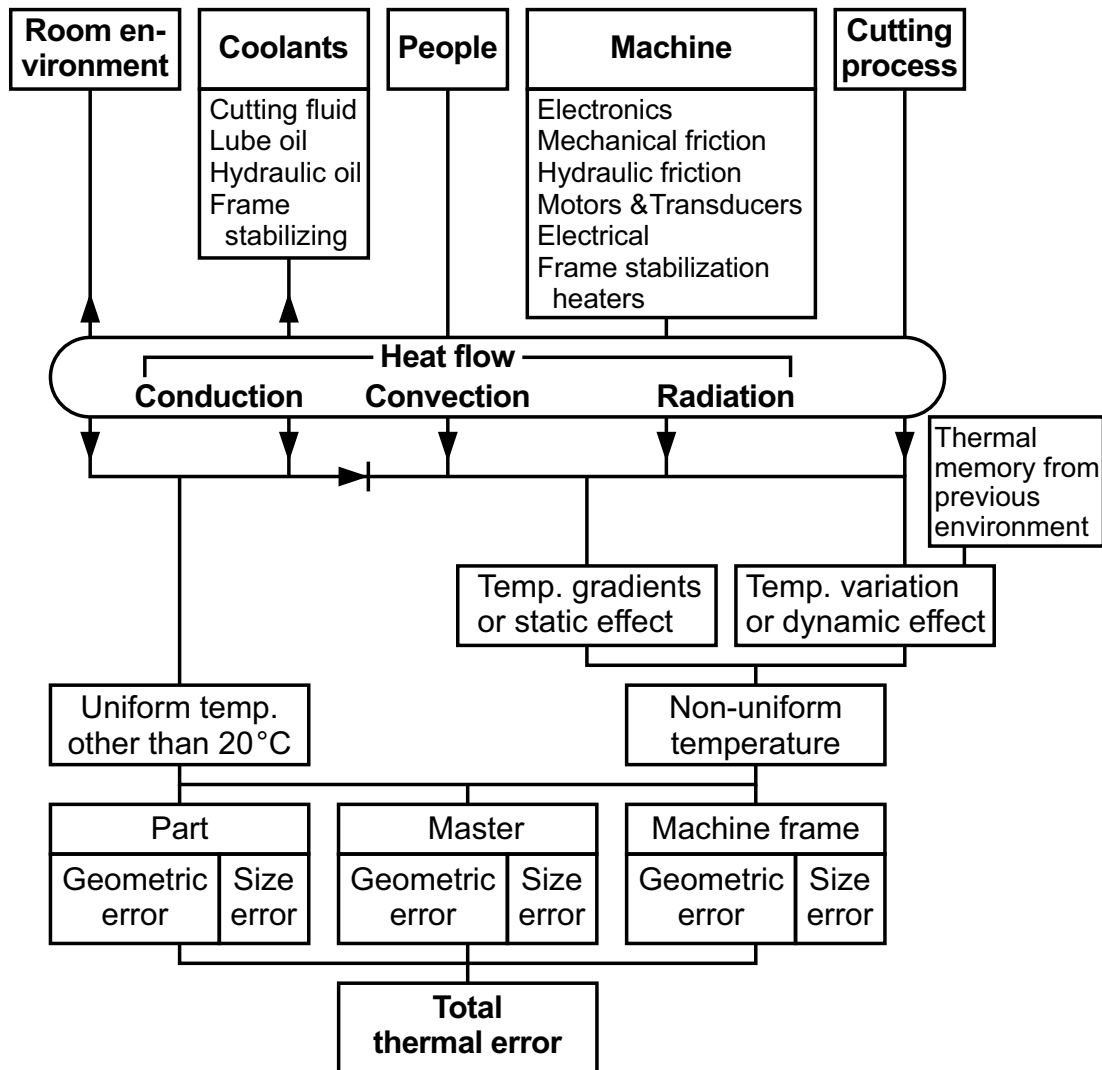 Room en-
vironment
Coolants
People
Machine
Cutting
process
Cutting fluid
Lube oil
Hydraulic oil
Frame
stabilizing
Electronics
Mechanical friction
Hydraulic friction
Motors &Transducers
Electrical
Frame stabilization
heaters
Heat flow
Conduction
Convection
Radiation
Thermal
memory from
previous
environment
Temp. gradients
or static effect
Temp. variation
or dynamic effect
Uniform temp.
other than 20°C
Non-uniform
temperature
Part
Geometric
error
Size
error
Master
Geometric
error
Size
error
Machine frame
Geometric
error
Size
error
Total
thermal error